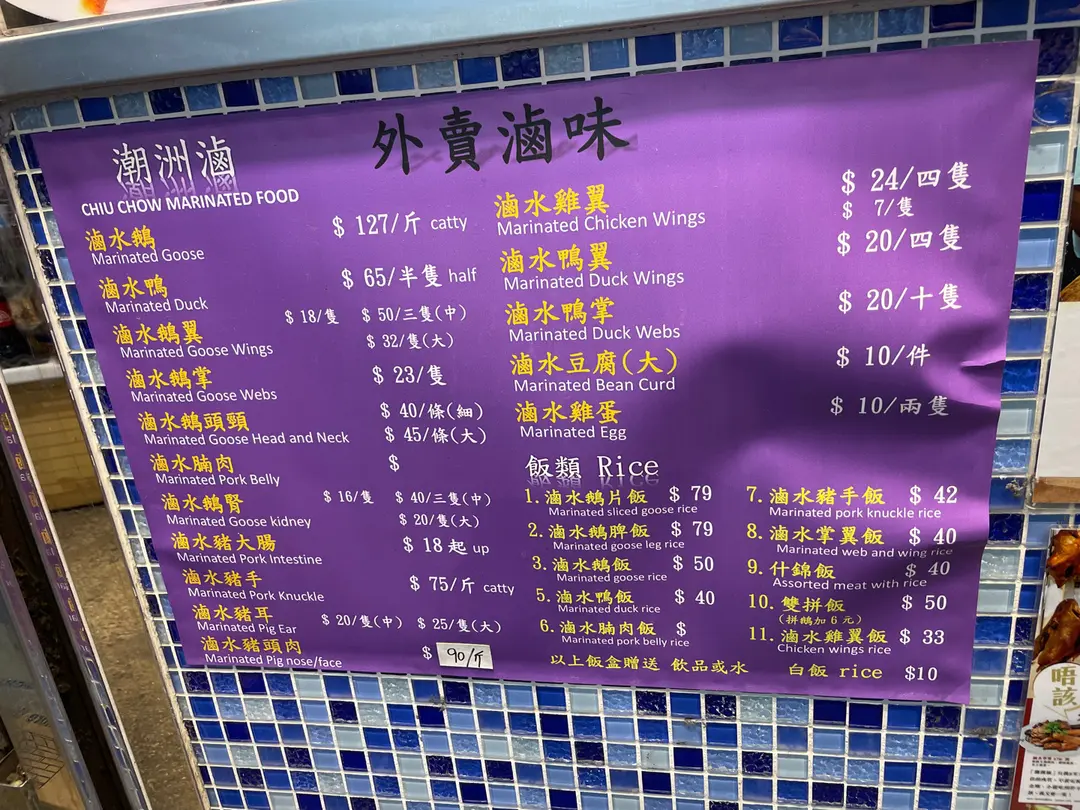 外賣滷味
潮洲滷
CHIU CHOW MARINATED FOOD
滷水鵝 $ 127/斤 catty
Marinated Goose
滷水鴨 $ 65/半隻 half
Marinated Duck
滷水鵝翼 $ 18/隻 $ 50/三隻(中)
Marinated Goose Wings $ 32/隻(大)
滷水鵝掌 $ 23/隻
Marinated Goose Webs
滷水鵝頭頸 $ 40/條(細)
Marinated Goose Head and Neck $ 45/條(大)
滷水腩肉 $
Marinated Pork Belly
滷水鵝腎 $ 16/隻 $ 40/三隻(中)
Marinated Goose kidney $ 20/隻(大)
滷水豬大腸 $ 18 起 up
Marinated Pork Intestine
滷水豬手 $ 75/斤 catty
Marinated Pork Knuckle
滷水豬耳 $ 20/隻(中) $ 25/隻(大)
Marinated Pig Ear
滷水豬頭肉 $ 90/斤
Marinated Pig nose/face
滷水雞翼 $ 24/四隻
Marinated Chicken Wings $ 7/隻
滷水鴨翼 $ 20/四隻
Marinated Duck Wings
滷水鴨掌 $ 20/十隻
Marinated Duck Webs
滷水豆腐(大) $ 10/件
Marinated Bean Curd
滷水雞蛋 $ 10/兩隻
Marinated Egg
飯類 Rice
1. 滷水鵝片飯 $ 79
Marinated sliced goose rice
2. 滷水鵝脾飯 $ 79
Marinated goose leg rice
3. 滷水鵝飯 $ 50
Marinated goose rice
5. 滷水鴨飯 $ 40
Marinated duck rice
6. 滷水腩肉飯 $
Marinated pork belly rice
7. 滷水豬手飯 $ 42
Marinated pork knuckle rice
8. 滷水掌翼飯 $ 40
Marinated web and wing rice
9. 什錦飯 $ 40
Assorted meat with rice
10. 雙拼飯 $ 50
(拼鵝加 6 元)
11. 滷水雞翼飯 $ 33
Chicken wings rice
以上飯盒贈送 飲品或水 白飯 rice $10
唔該